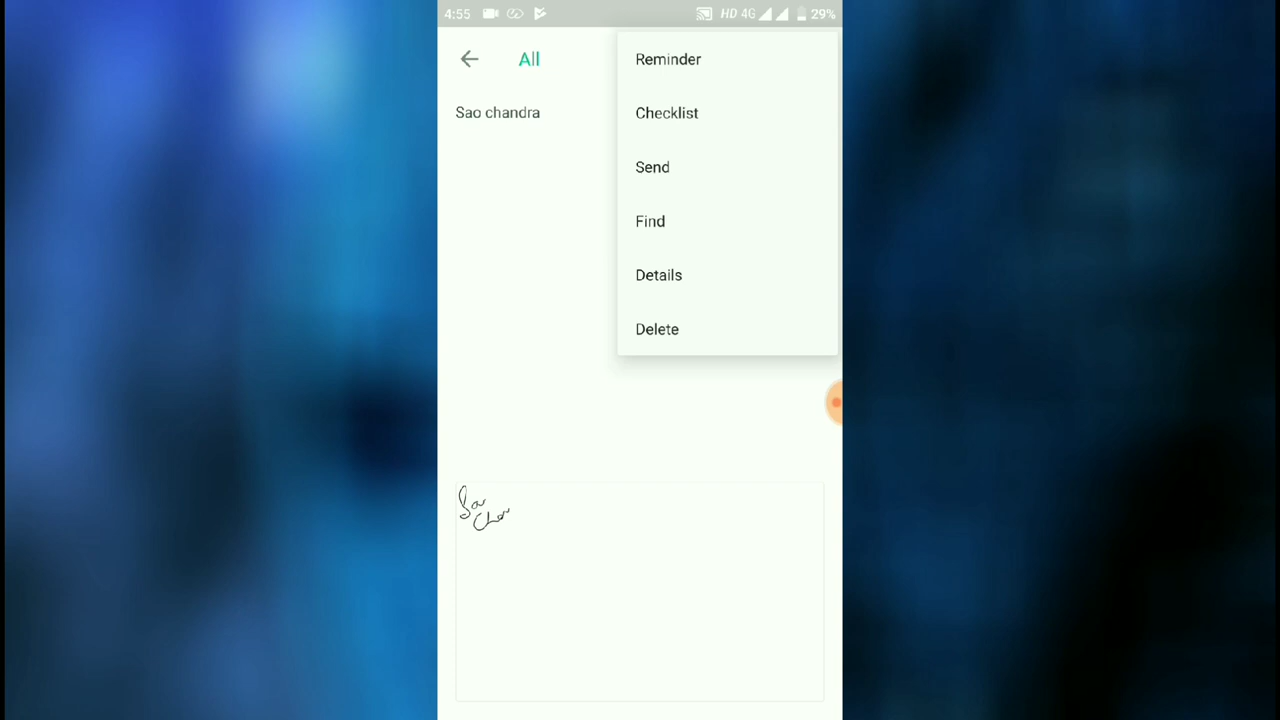 4:55 HD 4G 29%
All
Sao chandra
Reminder
Checklist
Send
Find
Details
Delete